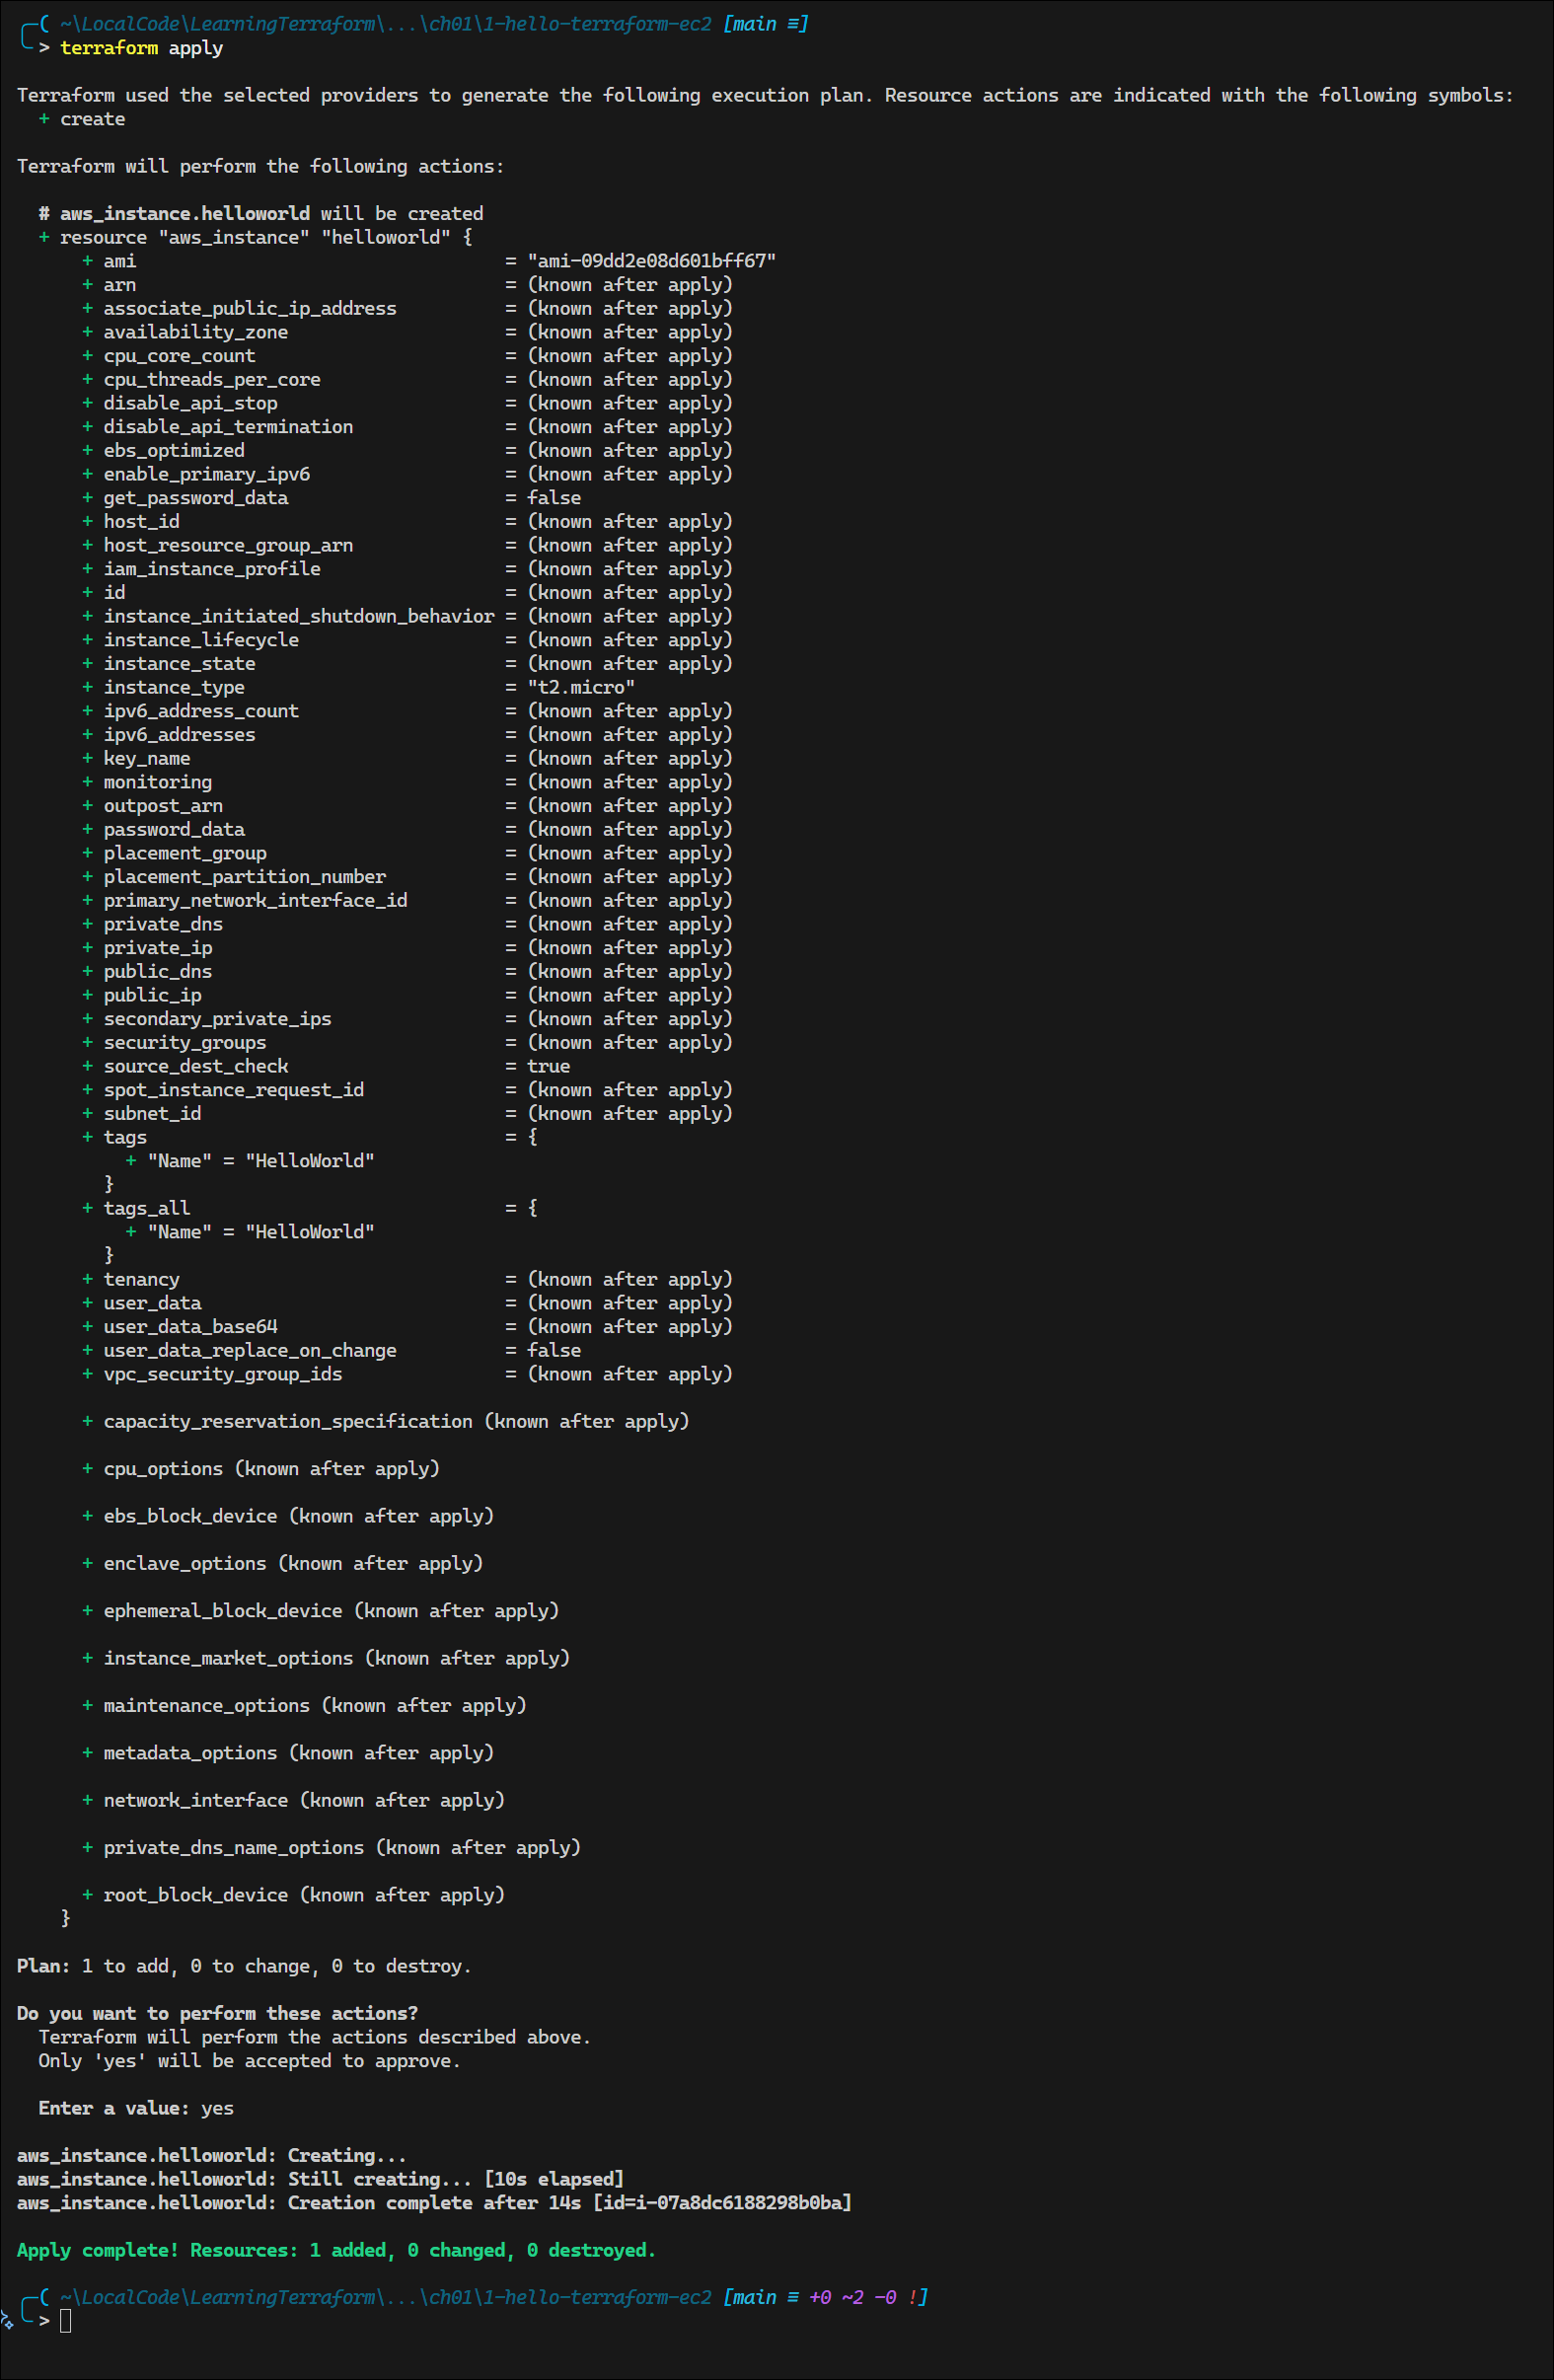 ( ~\LocalCode\LearningTerraform\...\ch01\1-hello-terraform-ec2 [main ≡]
> terraform apply
Terraform used the selected providers to generate the following execution plan. Resource actions are indicated with the following symbols:
+ create
Terraform will perform the following actions:
# aws_instance.helloworld will be created
+ resource "aws_instance" "helloworld" {
+ ami = "ami-09dd2e08d601bff67"
+ arn = (known after apply)
+ associate_public_ip_address = (known after apply)
+ availability_zone = (known after apply)
+ cpu_core_count = (known after apply)
+ cpu_threads_per_core = (known after apply)
+ disable_api_stop = (known after apply)
+ disable_api_termination = (known after apply)
+ ebs_optimized = (known after apply)
+ enable_primary_ipv6 = (known after apply)
+ get_password_data = false
+ host_id = (known after apply)
+ host_resource_group_arn = (known after apply)
+ iam_instance_profile = (known after apply)
+ id = (known after apply)
+ instance_initiated_shutdown_behavior = (known after apply)
+ instance_lifecycle = (known after apply)
+ instance_state = (known after apply)
+ instance_type = "t2.micro"
+ ipv6_address_count = (known after apply)
+ ipv6_addresses = (known after apply)
+ key_name = (known after apply)
+ monitoring = (known after apply)
+ outpost_arn = (known after apply)
+ password_data = (known after apply)
+ placement_group = (known after apply)
+ placement_partition_number = (known after apply)
+ primary_network_interface_id = (known after apply)
+ private_dns = (known after apply)
+ private_ip = (known after apply)
+ public_dns = (known after apply)
+ public_ip = (known after apply)
+ secondary_private_ips = (known after apply)
+ security_groups = (known after apply)
+ source_dest_check = true
+ spot_instance_request_id = (known after apply)
+ subnet_id = (known after apply)
+ tags = {
+ "Name" = "HelloWorld"
}
+ tags_all = {
+ "Name" = "HelloWorld"
}
+ tenancy = (known after apply)
+ user_data = (known after apply)
+ user_data_base64 = (known after apply)
+ user_data_replace_on_change = false
+ vpc_security_group_ids = (known after apply)
+ capacity_reservation_specification (known after apply)
+ cpu_options (known after apply)
+ ebs_block_device (known after apply)
+ enclave_options (known after apply)
+ ephemeral_block_device (known after apply)
+ instance_market_options (known after apply)
+ maintenance_options (known after apply)
+ metadata_options (known after apply)
+ network_interface (known after apply)
+ private_dns_name_options (known after apply)
+ root_block_device (known after apply)
}
Plan: 1 to add, 0 to change, 0 to destroy.
Do you want to perform these actions?
Terraform will perform the actions described above.
Only 'yes' will be accepted to approve.
Enter a value: yes
aws_instance.helloworld: Creating...
aws_instance.helloworld: Still creating... [10s elapsed]
aws_instance.helloworld: Creation complete after 14s [id=i-07a8dc6188298b0ba]
Apply complete! Resources: 1 added, 0 changed, 0 destroyed.
( ~\LocalCode\LearningTerraform\...\ch01\1-hello-terraform-ec2 [main ≡ +0 ~2 -0 !]
>